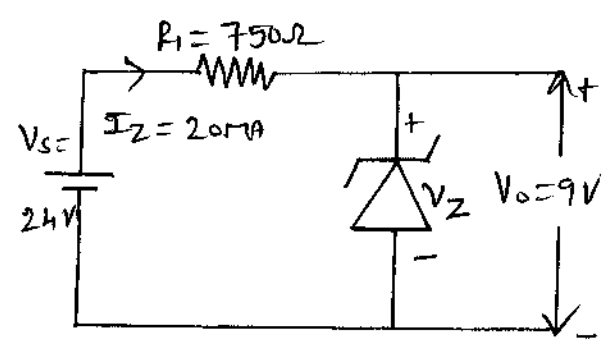 R1 = 750Ω
Vs =
IZ = 20mA
+
+
VZ
Vo = 9V
24V
-
-